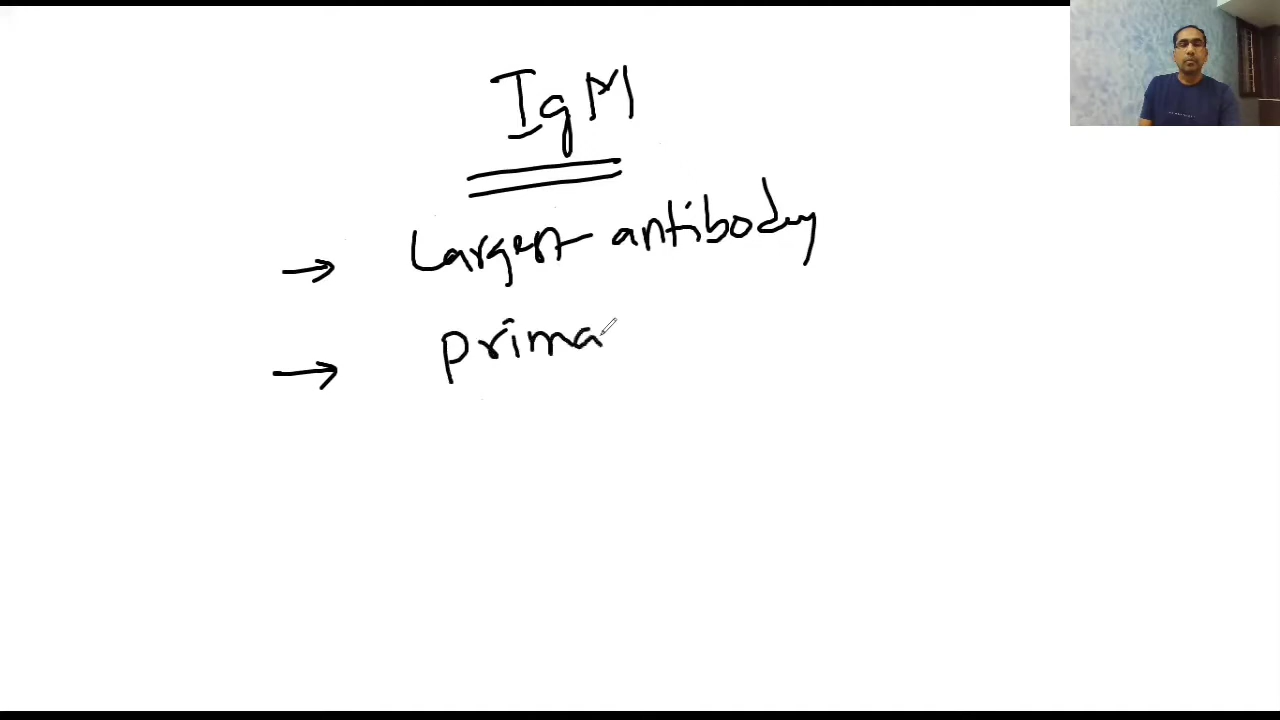 IgM
→ Largest antibody
→ prima